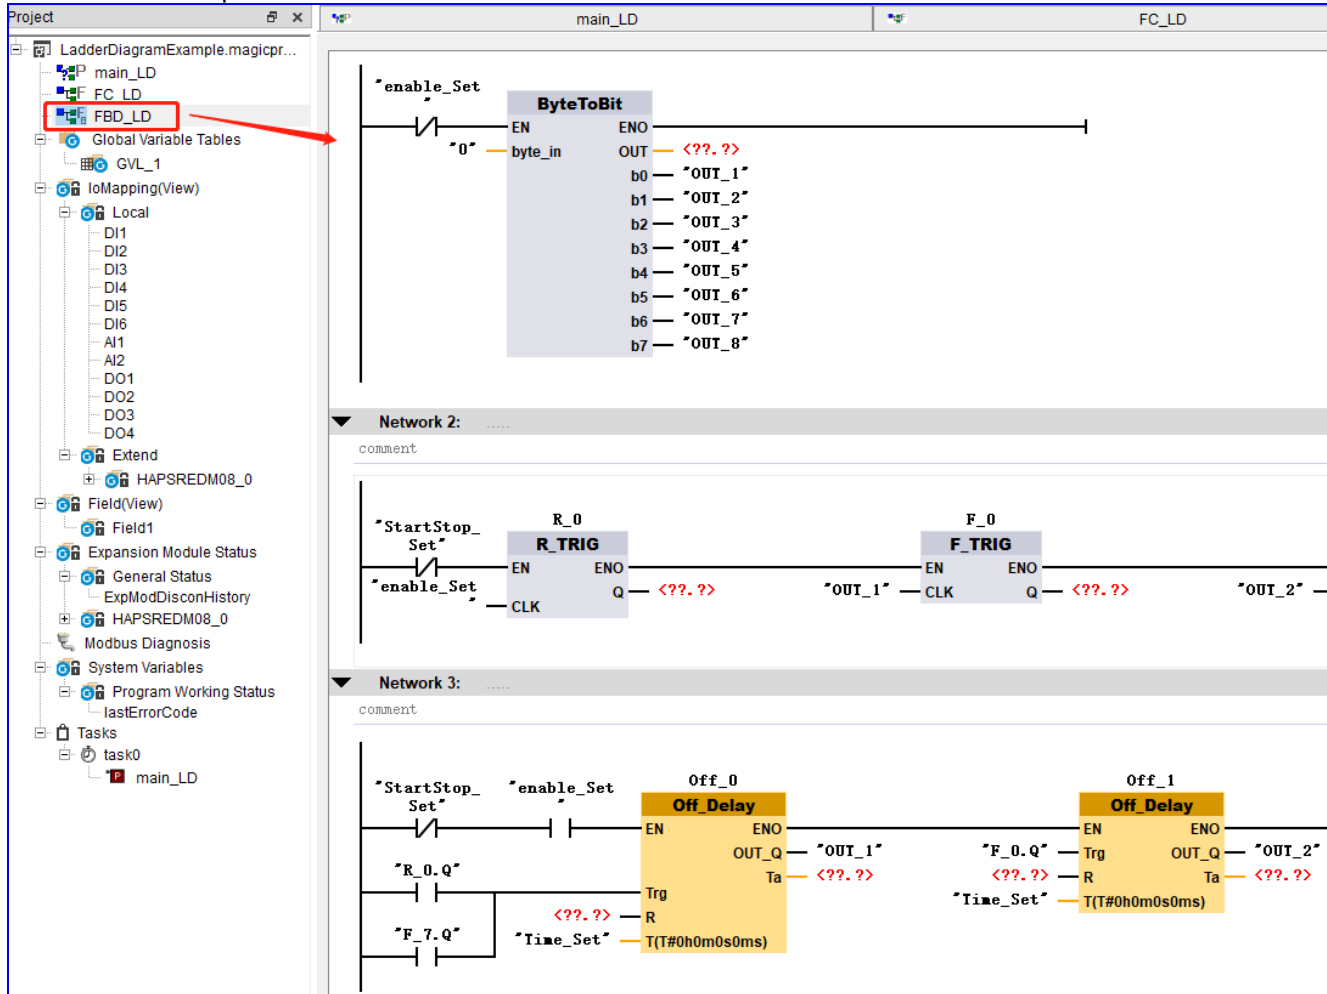 Project
main_LD
FC_LD
LadderDiagramExample.magicpr...
main_LD
FC_LD
FBD_LD
Global Variable Tables
GVL_1
IoMapping(View)
Local
DI1
DI2
DI3
DI4
DI5
DI6
AI1
AI2
DO1
DO2
DO3
DO4
Extend
HAPSREDM08_0
Field(View)
Field1
Expansion Module Status
General Status
ExpModDisconHistory
HAPSREDM08_0
Modbus Diagnosis
System Variables
Program Working Status
lastErrorCode
Tasks
task0
main_LD
"enable_Set
"
ByteToBit
EN ENO
"0" byte_in OUT <??.?>
b0 "OUT_1"
b1 "OUT_2"
b2 "OUT_3"
b3 "OUT_4"
b4 "OUT_5"
b5 "OUT_6"
b6 "OUT_7"
b7 "OUT_8"
Network 2: .....
comment
"StartStop_
Set"
R_0
R_TRIG
EN ENO
"enable_Set
"
CLK Q <??.?>
F_0
F_TRIG
EN ENO
"OUT_1" CLK Q <??.?>
"OUT_2"
Network 3: .....
comment
"StartStop_
Set"
"enable_Set
"
Off_0
Off_Delay
EN ENO
OUT_Q "OUT_1"
Ta <??.?>
"R_0.Q"
Trg
<??.?> R
"F_7.Q"
"Time_Set" T(T#0h0m0s0ms)
Off_1
Off_Delay
EN ENO
"F_0.Q" Trg OUT_Q "OUT_2"
<??.?> R Ta <??.?>
"Time_Set" T(T#0h0m0s0ms)